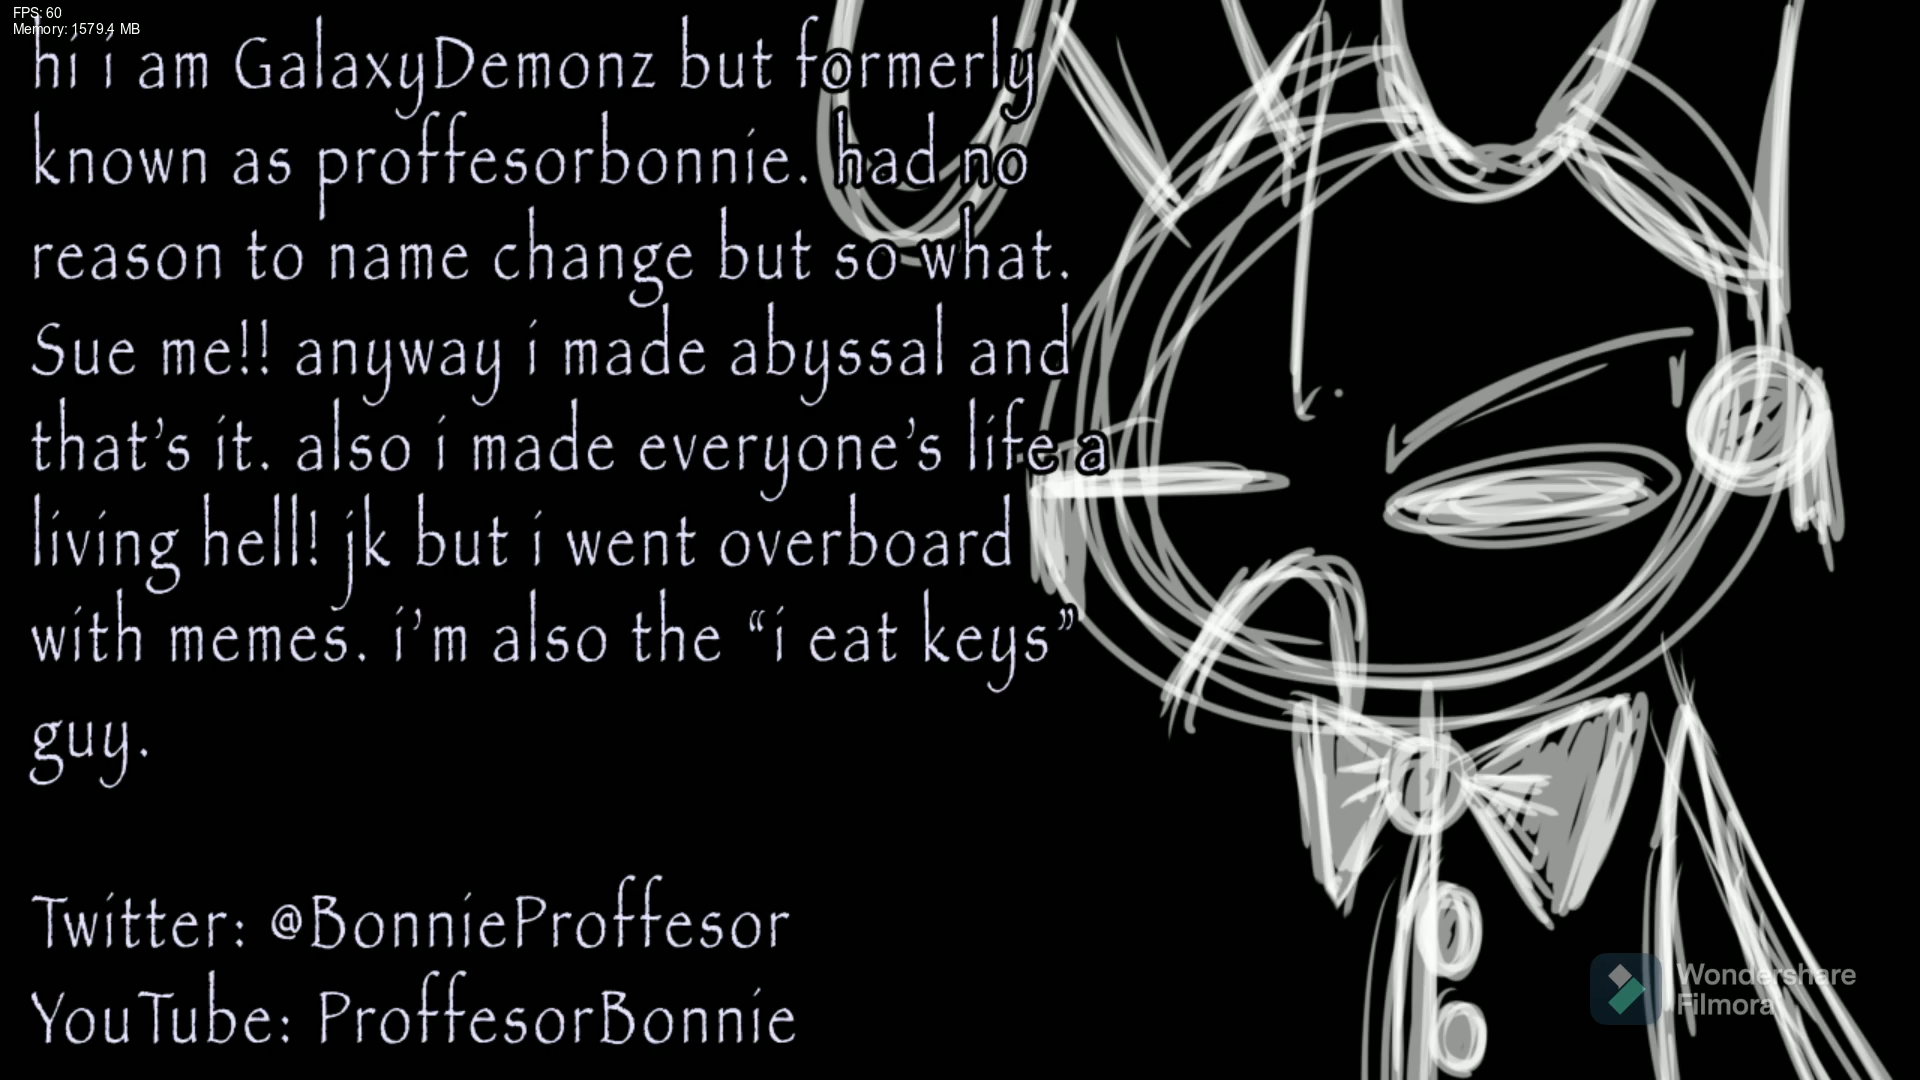 FPS: 60
Memory: 1579.4 MB
hi i am GalaxyDemonz but formerly
known as proffesorbonnie. had no
reason to name change but so what.
Sue me!! anyway i made abyssal and
that's it. also i made everyone's life a
living hell! jk but i went overboard
with memes. i'm also the “i eat keys”
guy.
Twitter: @BonnieProffesor
YouTube: ProffesorBonnie
Wondershare
Filmora